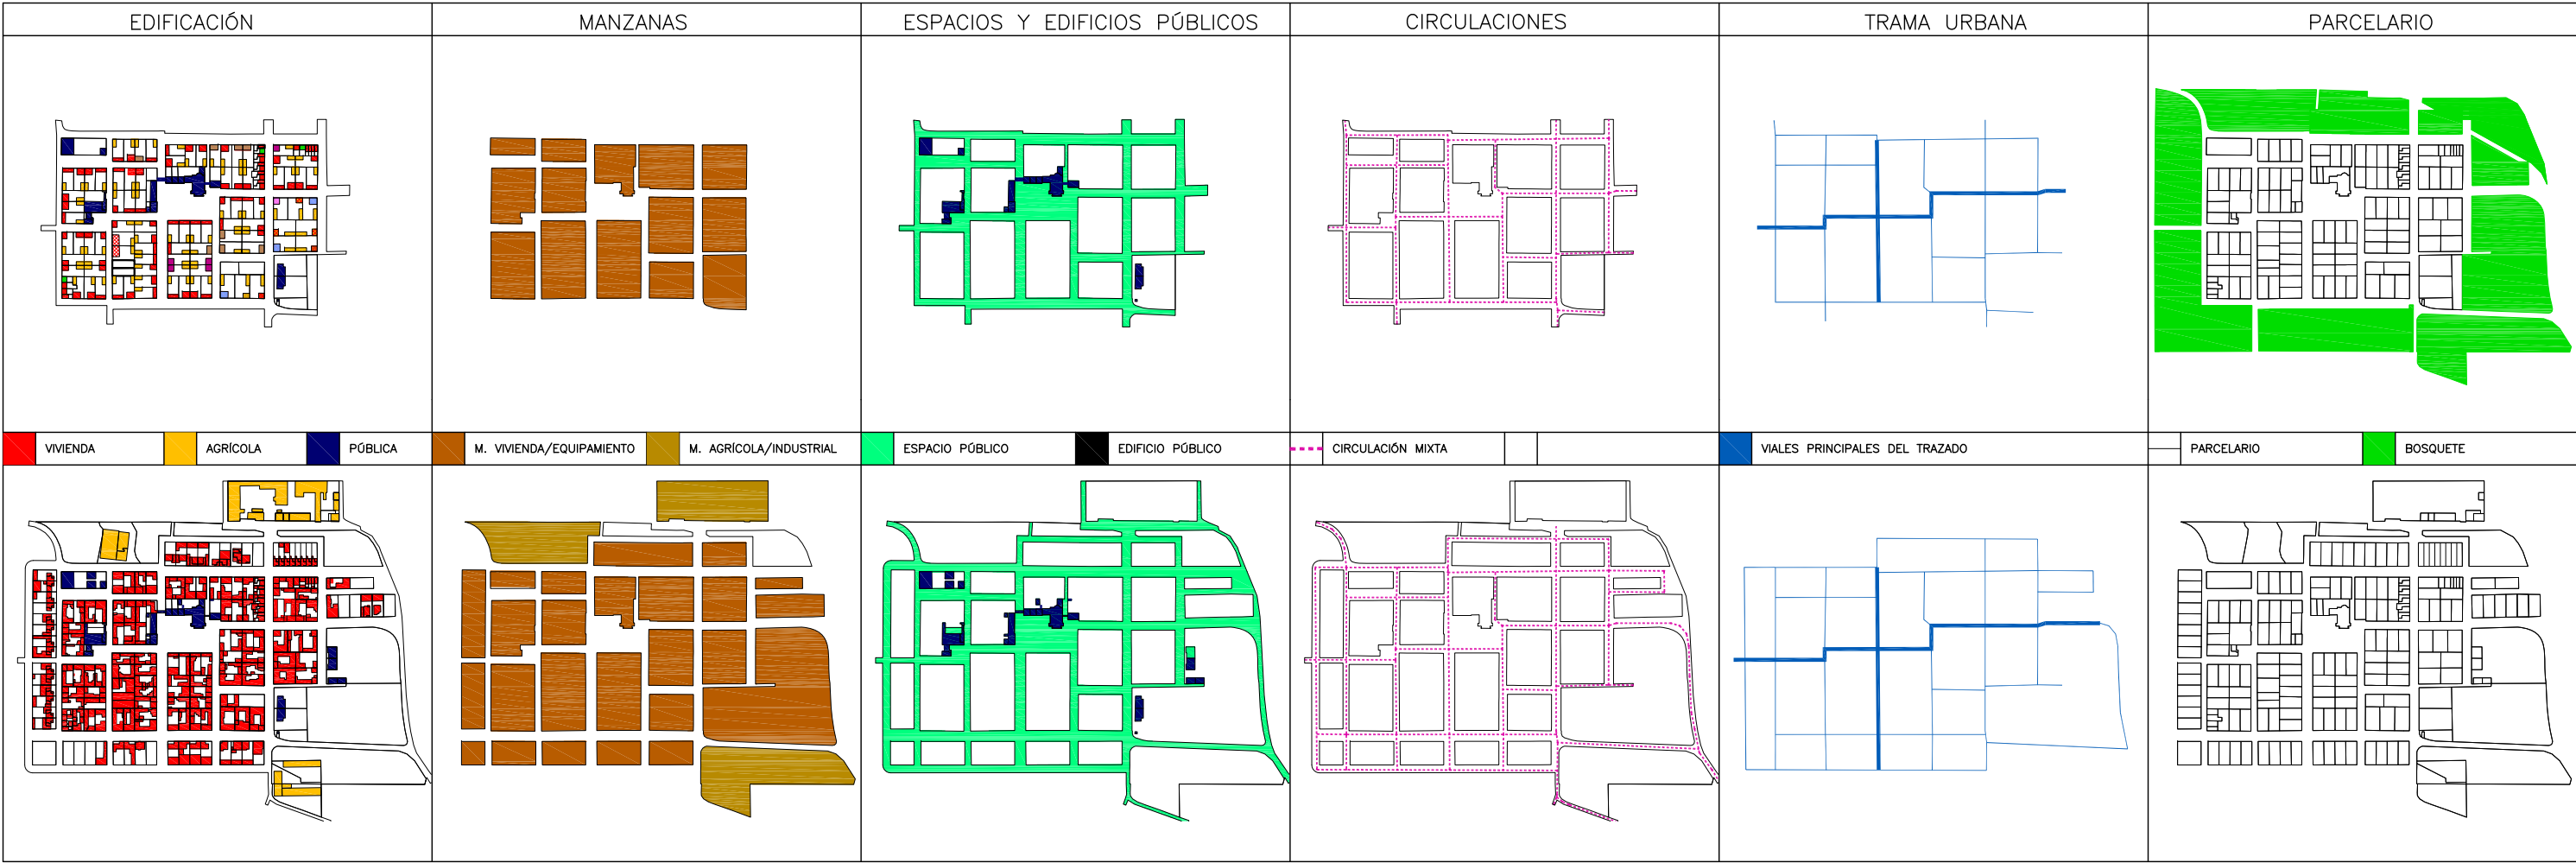 EDIFICACIÓN
MANZANAS
ESPACIOS Y EDIFICIOS PÚBLICOS
CIRCULACIONES
TRAMA URBANA
PARCELARIO
VIVIENDA
AGRÍCOLA
PÚBLICA
M. VIVIENDA/EQUIPAMIENTO
M. AGRÍCOLA/INDUSTRIAL
ESPACIO PÚBLICO
EDIFICIO PÚBLICO
CIRCULACIÓN MIXTA
VIALES PRINCIPALES DEL TRAZADO
PARCELARIO
BOSQUETE